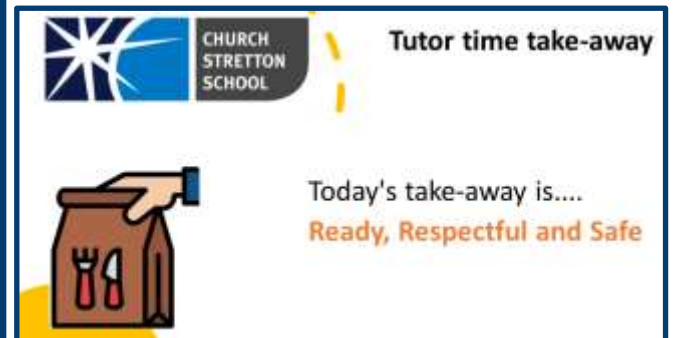 CHURCH
STRETTON
SCHOOL
Tutor time take-away
Today's take-away is....
Ready, Respectful and Safe